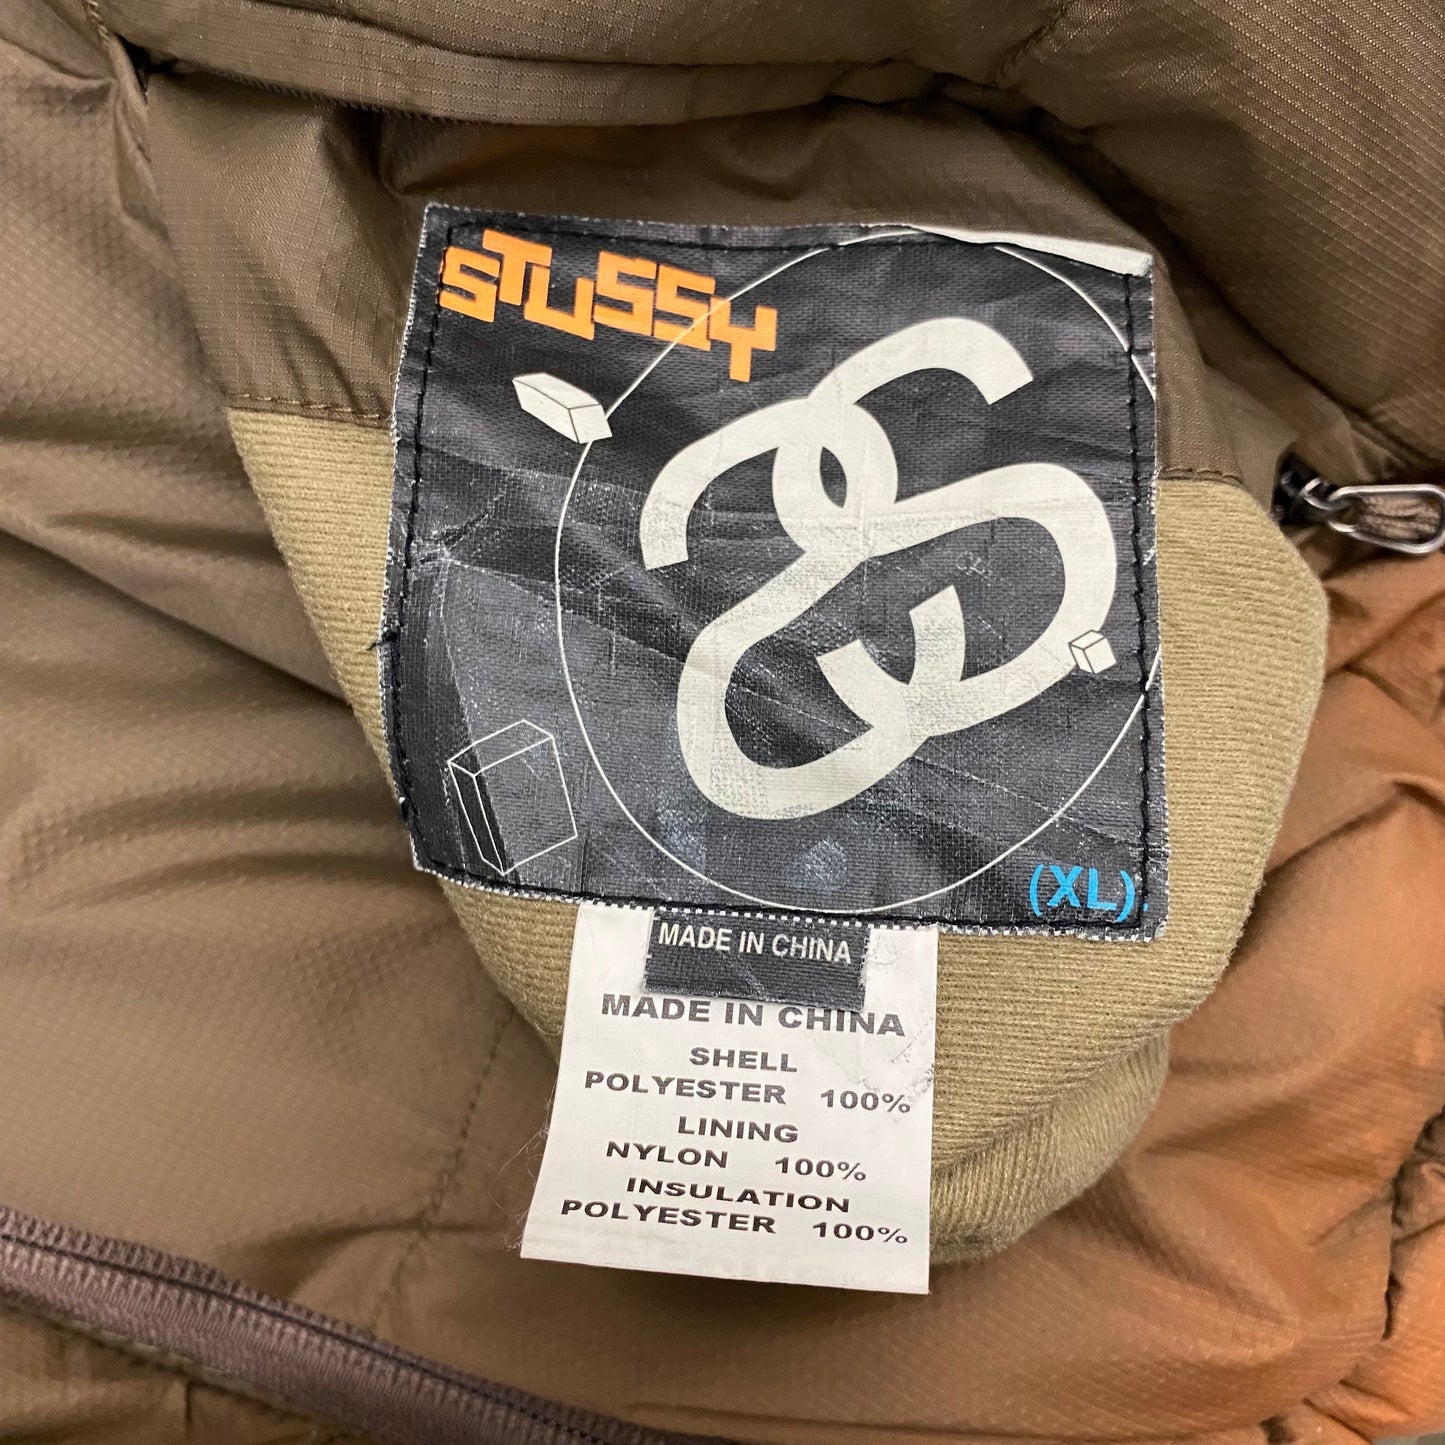 STUSSY
(XL)
MADE IN CHINA
MADE IN CHINA
SHELL
POLYESTER 100%
LINING
NYLON 100%
INSULATION
POLYESTER 100%